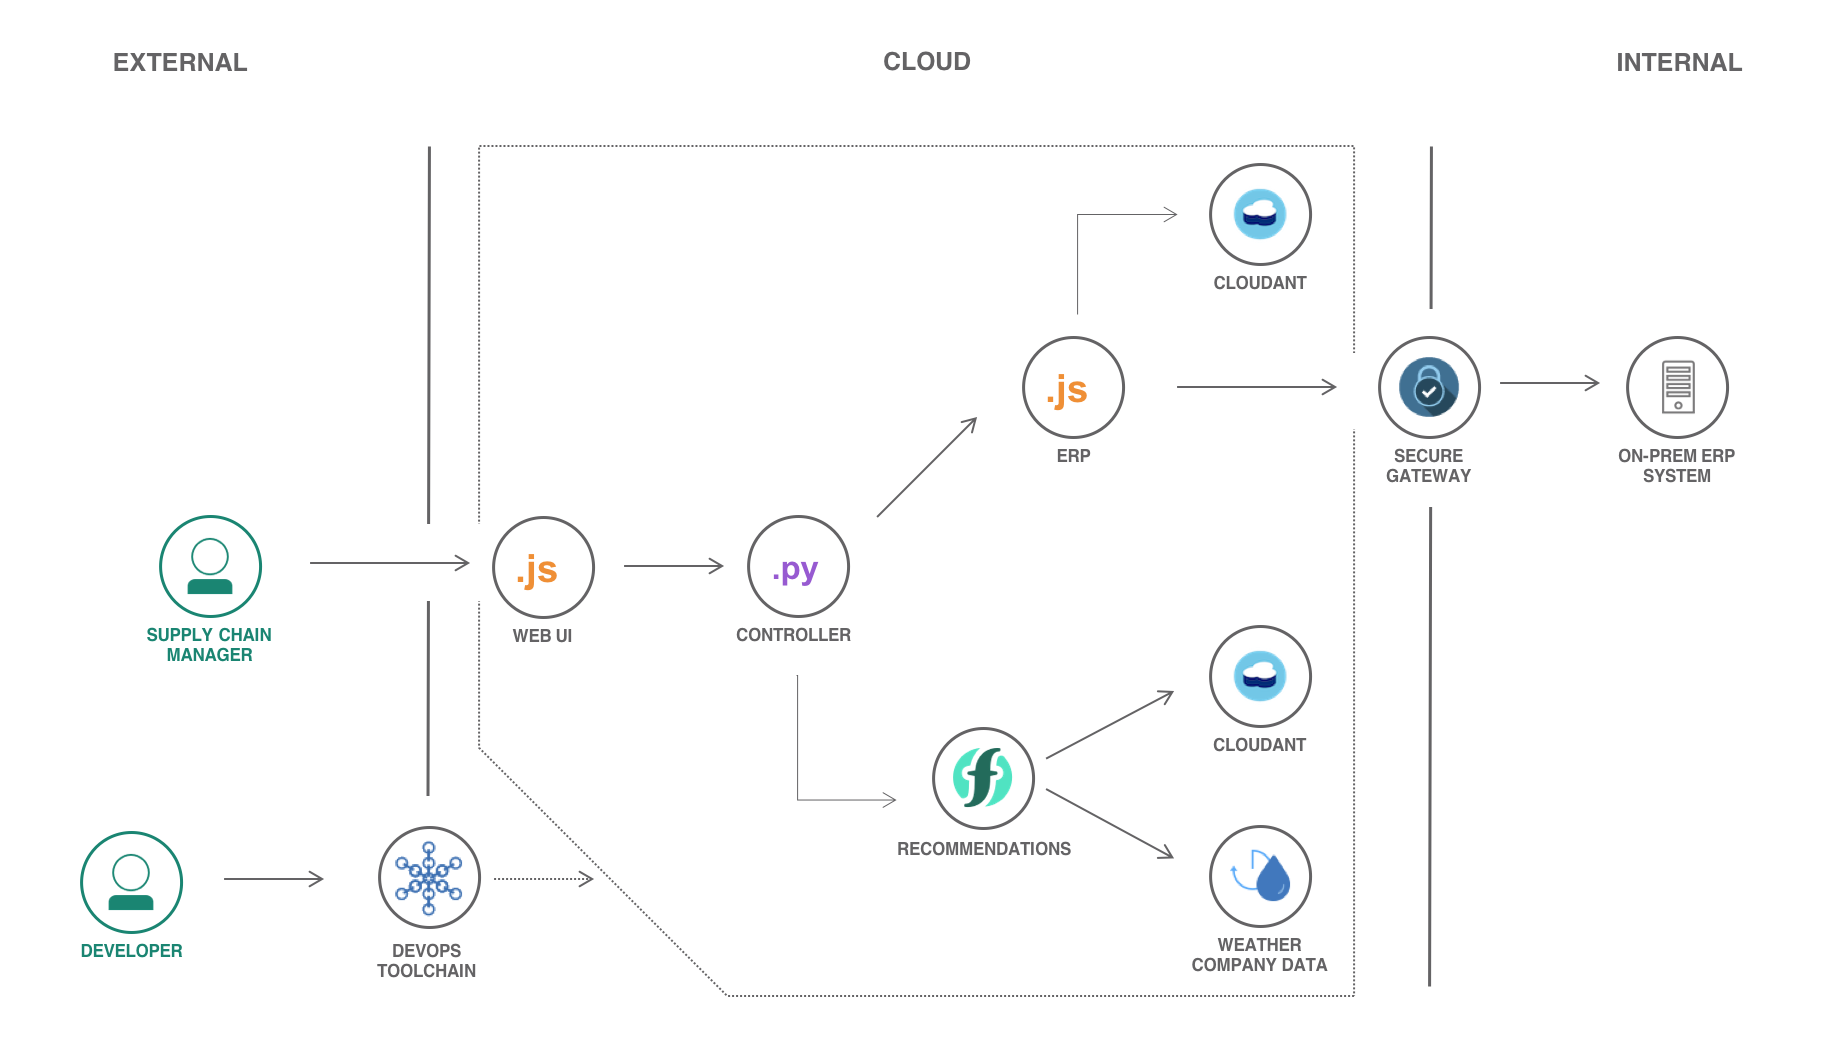 EXTERNAL
CLOUD
INTERNAL
CLOUDANT
.js
ERP
SECURE
GATEWAY
ON-PREM ERP
SYSTEM
SUPPLY CHAIN
MANAGER
.js
WEB UI
.py
CONTROLLER
CLOUDANT
f
RECOMMENDATIONS
DEVELOPER
DEVOPS
TOOLCHAIN
WEATHER
COMPANY DATA